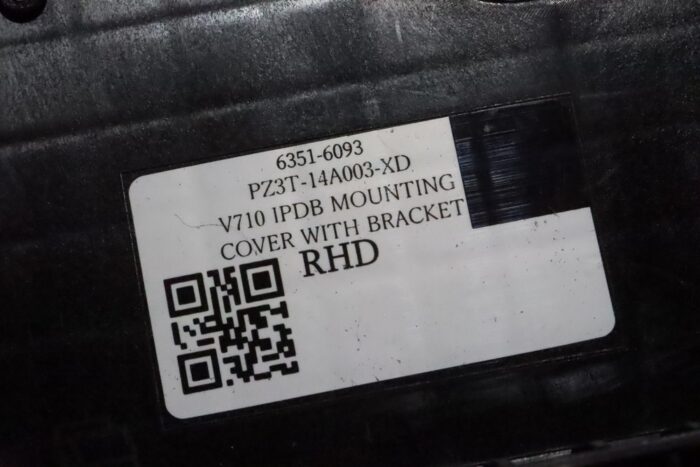 6351-6093
PZ3T-14A003-XD
V710 IPDB MOUNTING
COVER WITH BRACKET
RHD